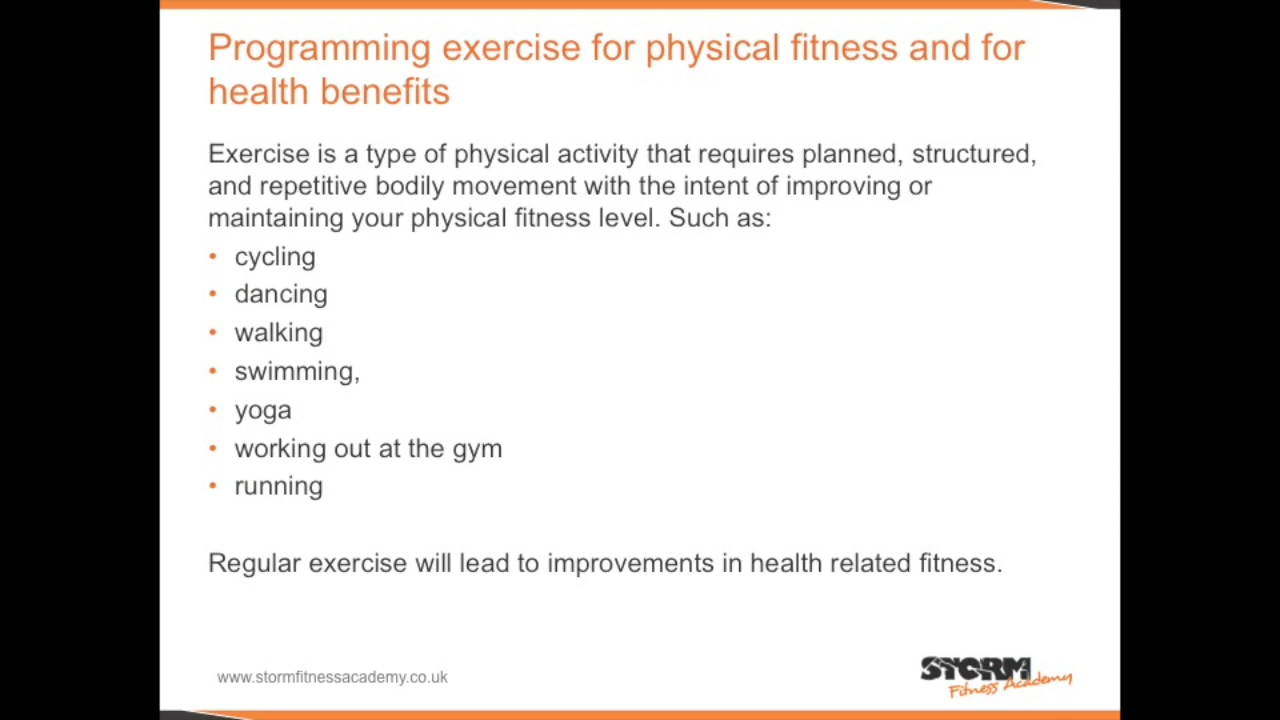 Programming exercise for physical fitness and for
health benefits
Exercise is a type of physical activity that requires planned, structured,
and repetitive bodily movement with the intent of improving or
maintaining your physical fitness level. Such as:
• cycling
• dancing
• walking
• swimming,
• yoga
• working out at the gym
• running
Regular exercise will lead to improvements in health related fitness.
www.stormfitnessacademy.co.uk
STORM
Fitness Academy